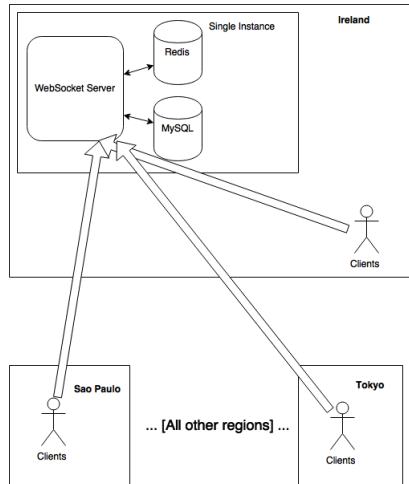 Ireland
Single Instance
Redis
WebSocket Server
MySQL
Clients
Sao Paulo
Tokyo
... [All other regions] ...
Clients
Clients